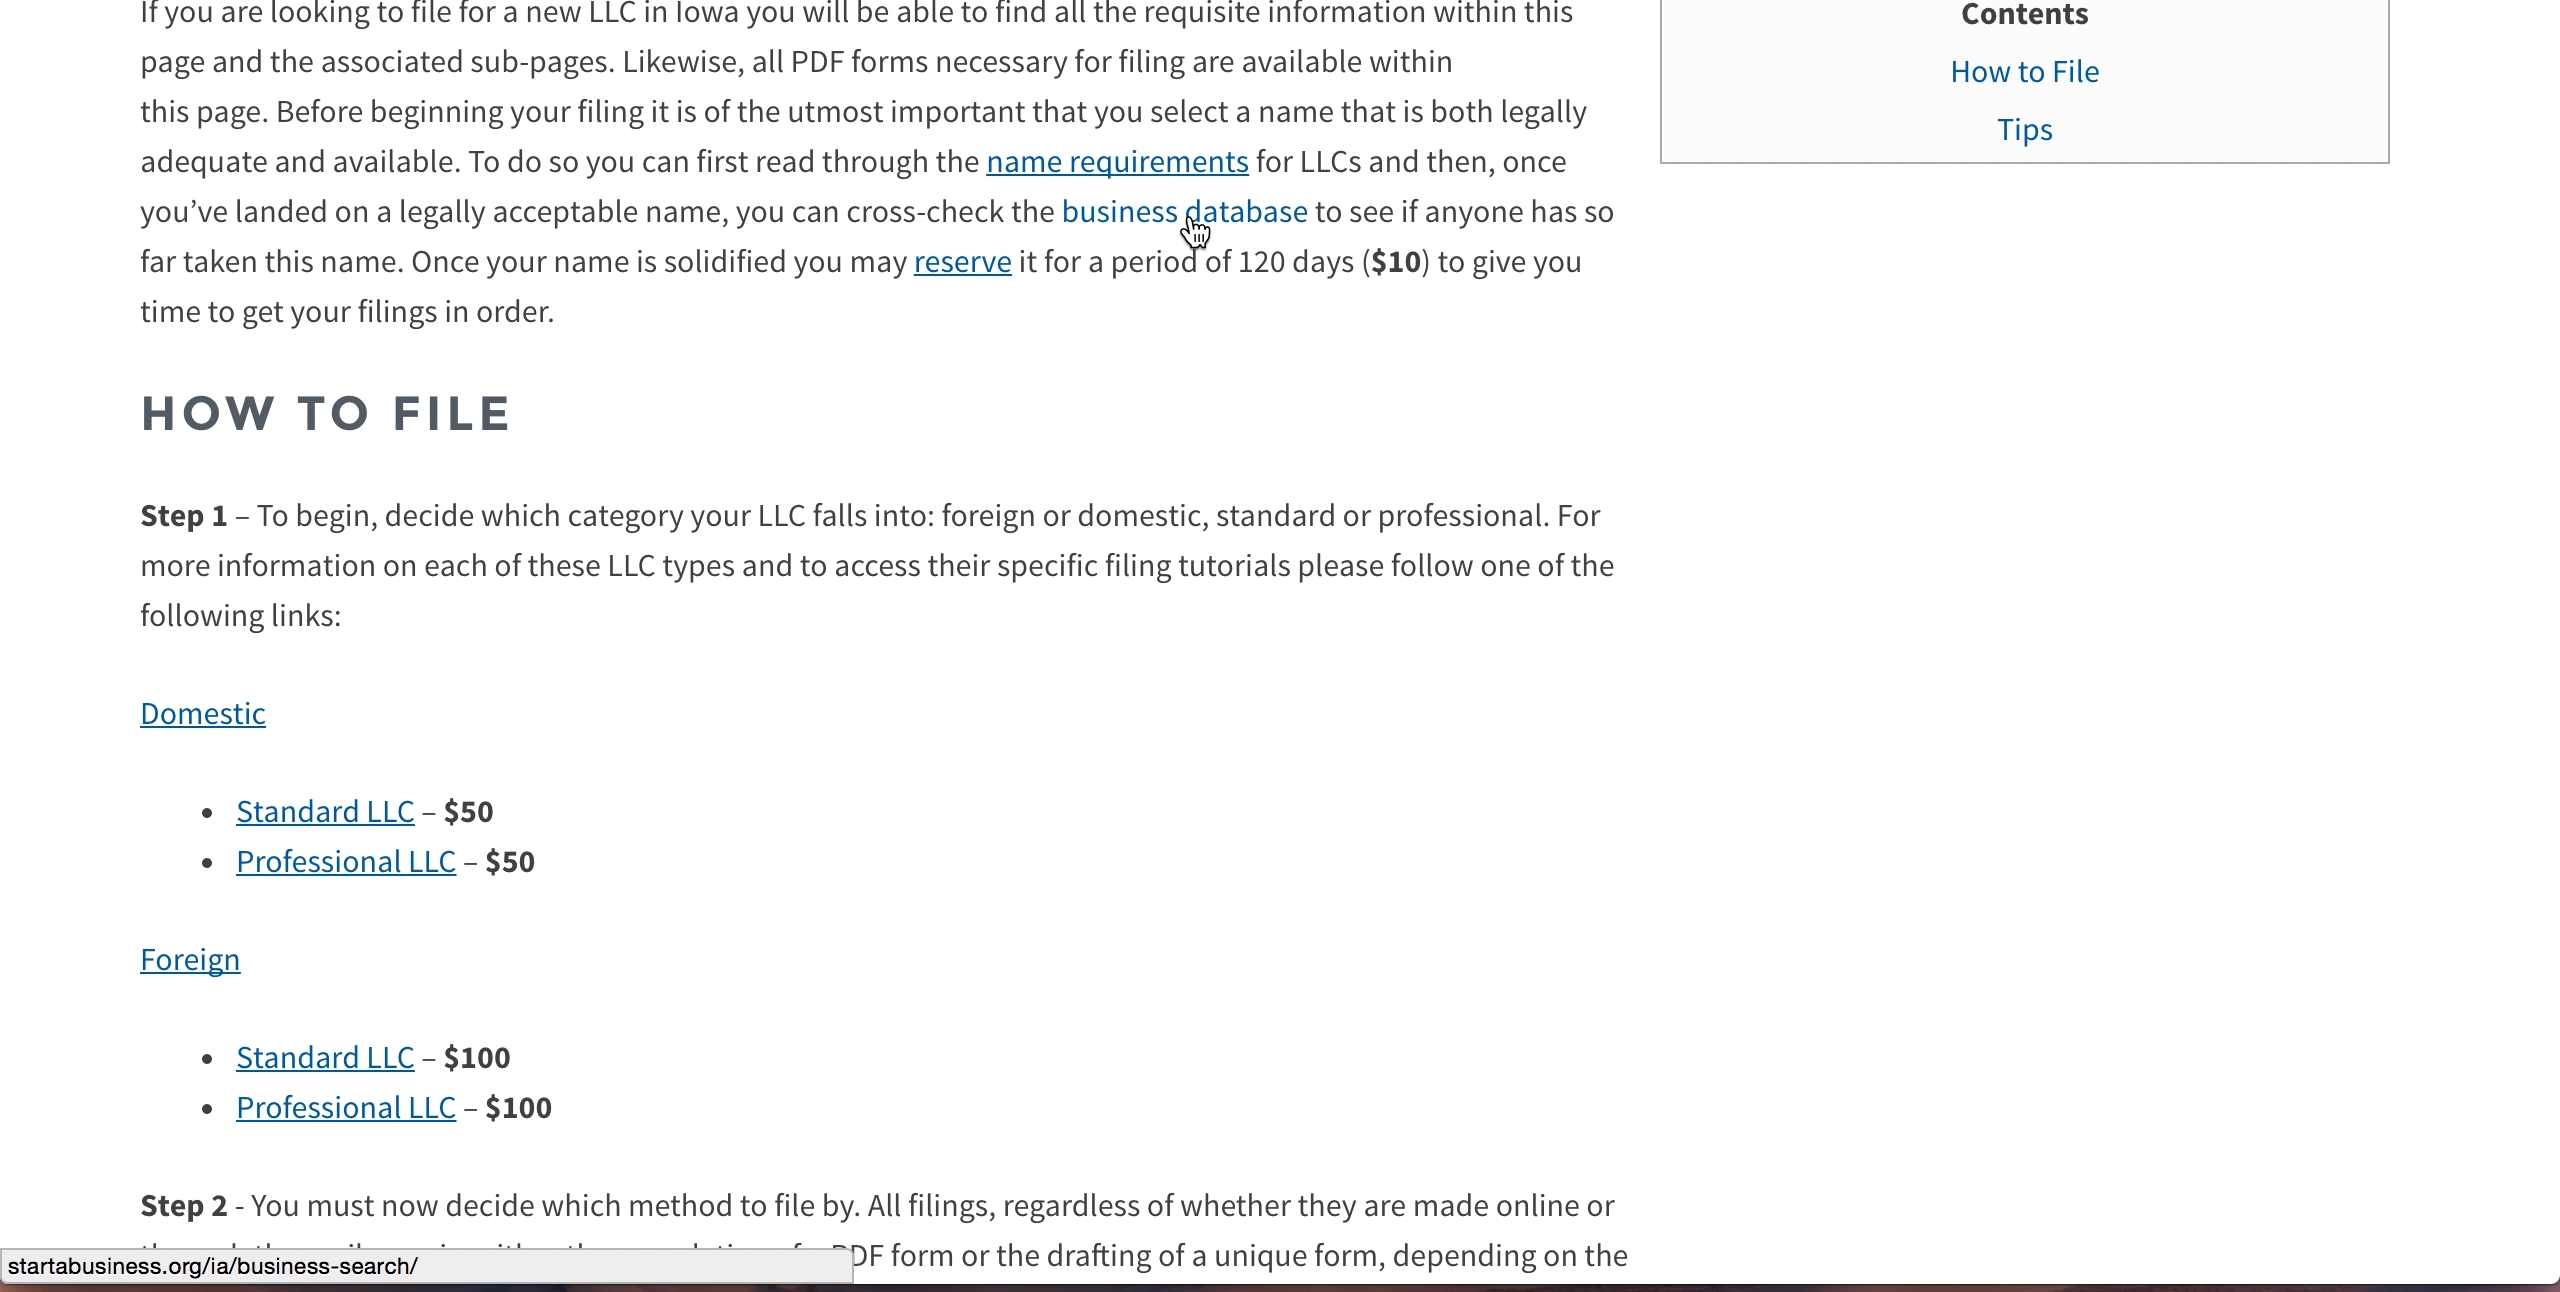 If you are looking to file for a new LLC in Iowa you will be able to find all the requisite information within this
page and the associated sub-pages. Likewise, all PDF forms necessary for filing are available within
this page. Before beginning your filing it is of the utmost important that you select a name that is both legally
adequate and available. To do so you can first read through the name requirements for LLCs and then, once
you’ve landed on a legally acceptable name, you can cross-check the business database to see if anyone has so
far taken this name. Once your name is solidified you may reserve it for a period of 120 days ($10) to give you
time to get your filings in order.
HOW TO FILE
Step 1 – To begin, decide which category your LLC falls into: foreign or domestic, standard or professional. For
more information on each of these LLC types and to access their specific filing tutorials please follow one of the
following links:
Domestic
• Standard LLC – $50
• Professional LLC – $50
Foreign
• Standard LLC – $100
• Professional LLC – $100
Step 2 - You must now decide which method to file by. All filings, regardless of whether they are made online or
PDF form or the drafting of a unique form, depending on the
startabusiness.org/ia/business-search/
Contents
How to File
Tips